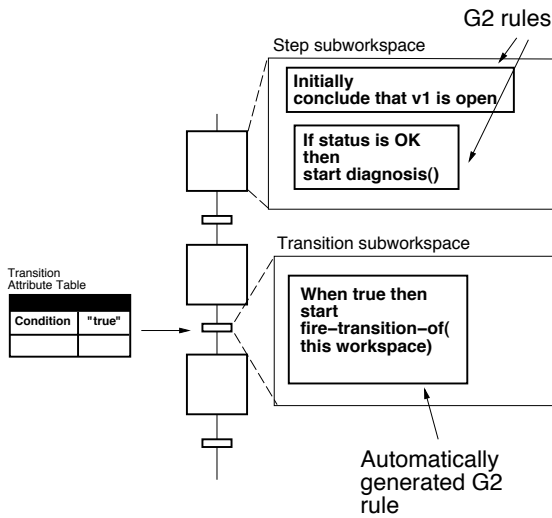 G2 rules
Step subworkspace
Initially
conclude that v1 is open
If status is OK
then
start diagnosis()
Transition subworkspace
Transition
Attribute Table
Condition "true"
When true then
start
fire−transition−of(
this workspace)
Automatically
generated G2
rule